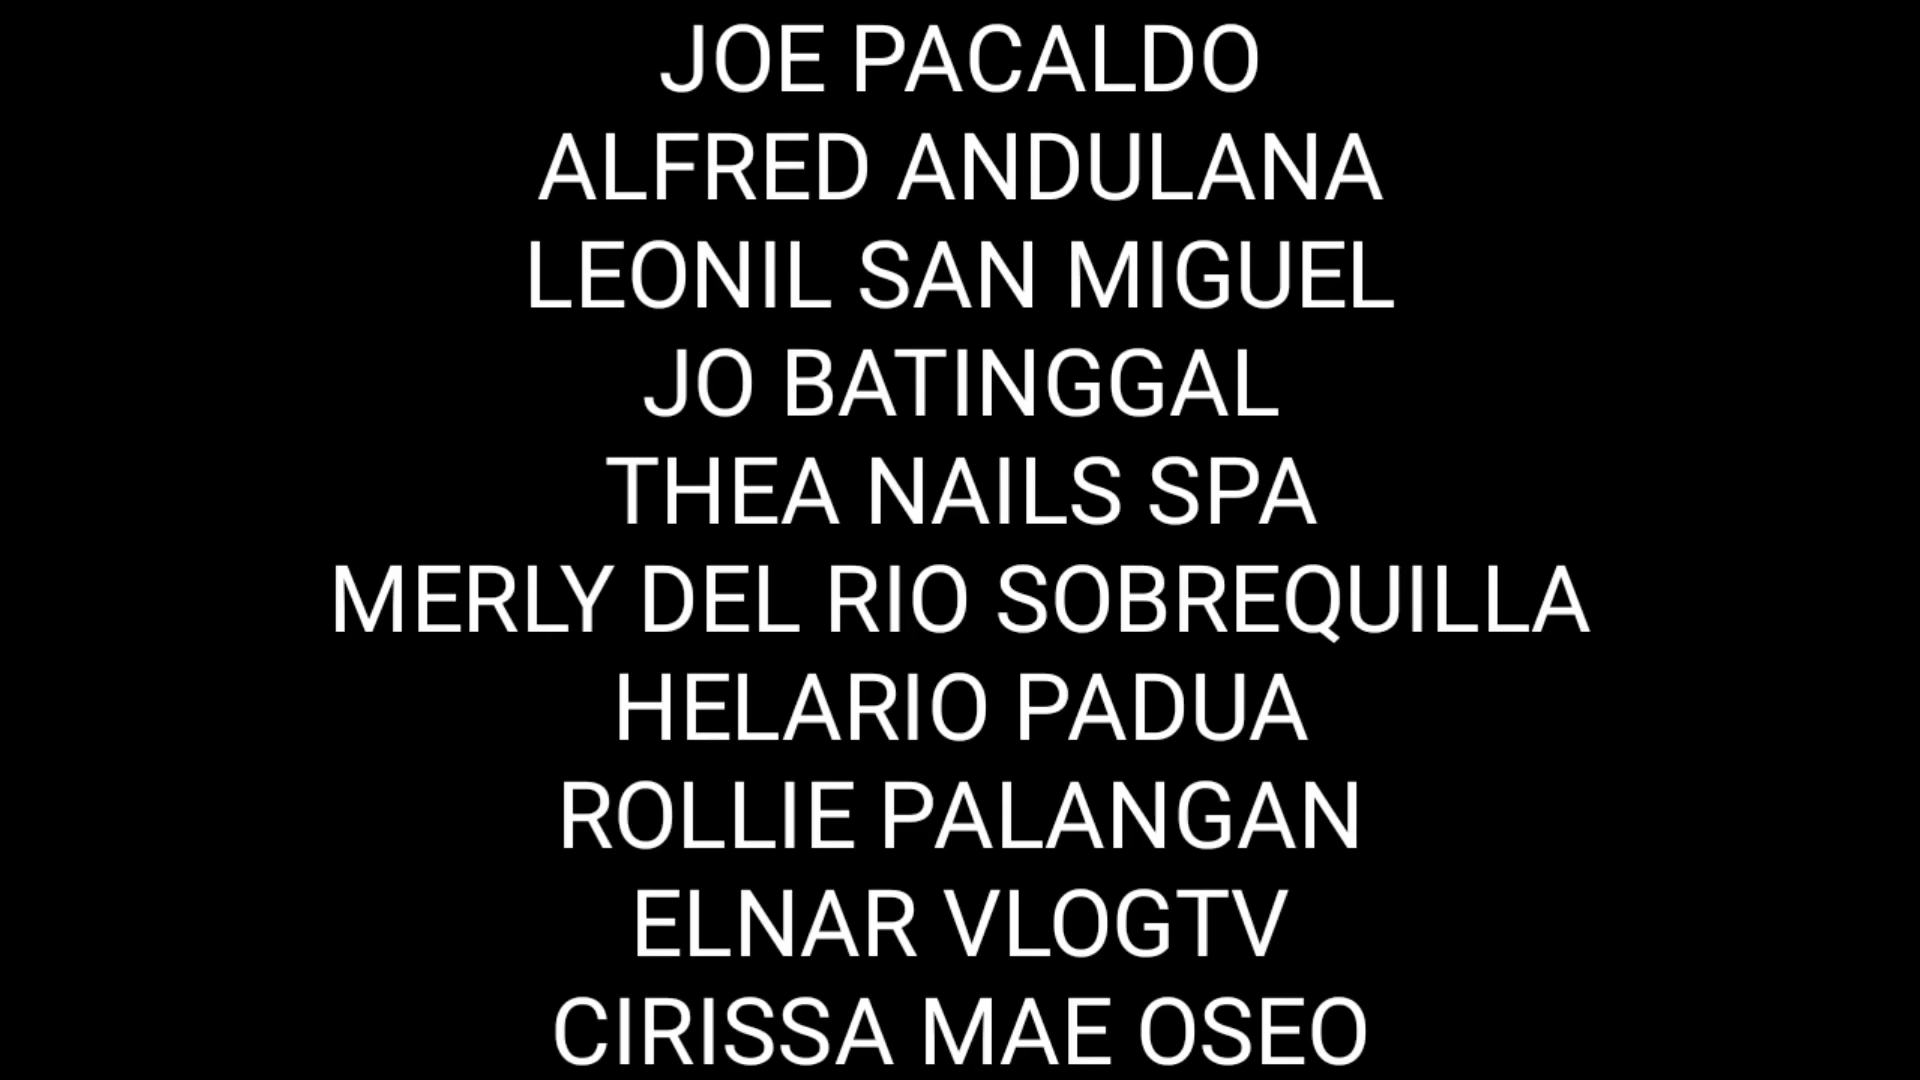 JOE PACALDO
ALFRED ANDULANA
LEONIL SAN MIGUEL
JO BATINGGAL
THEA NAILS SPA
MERLY DEL RIO SOBREQUILLA
HELARIO PADUA
ROLLIE PALANGAN
ELNAR VLOGTV
CIRISSA MAE OSEO